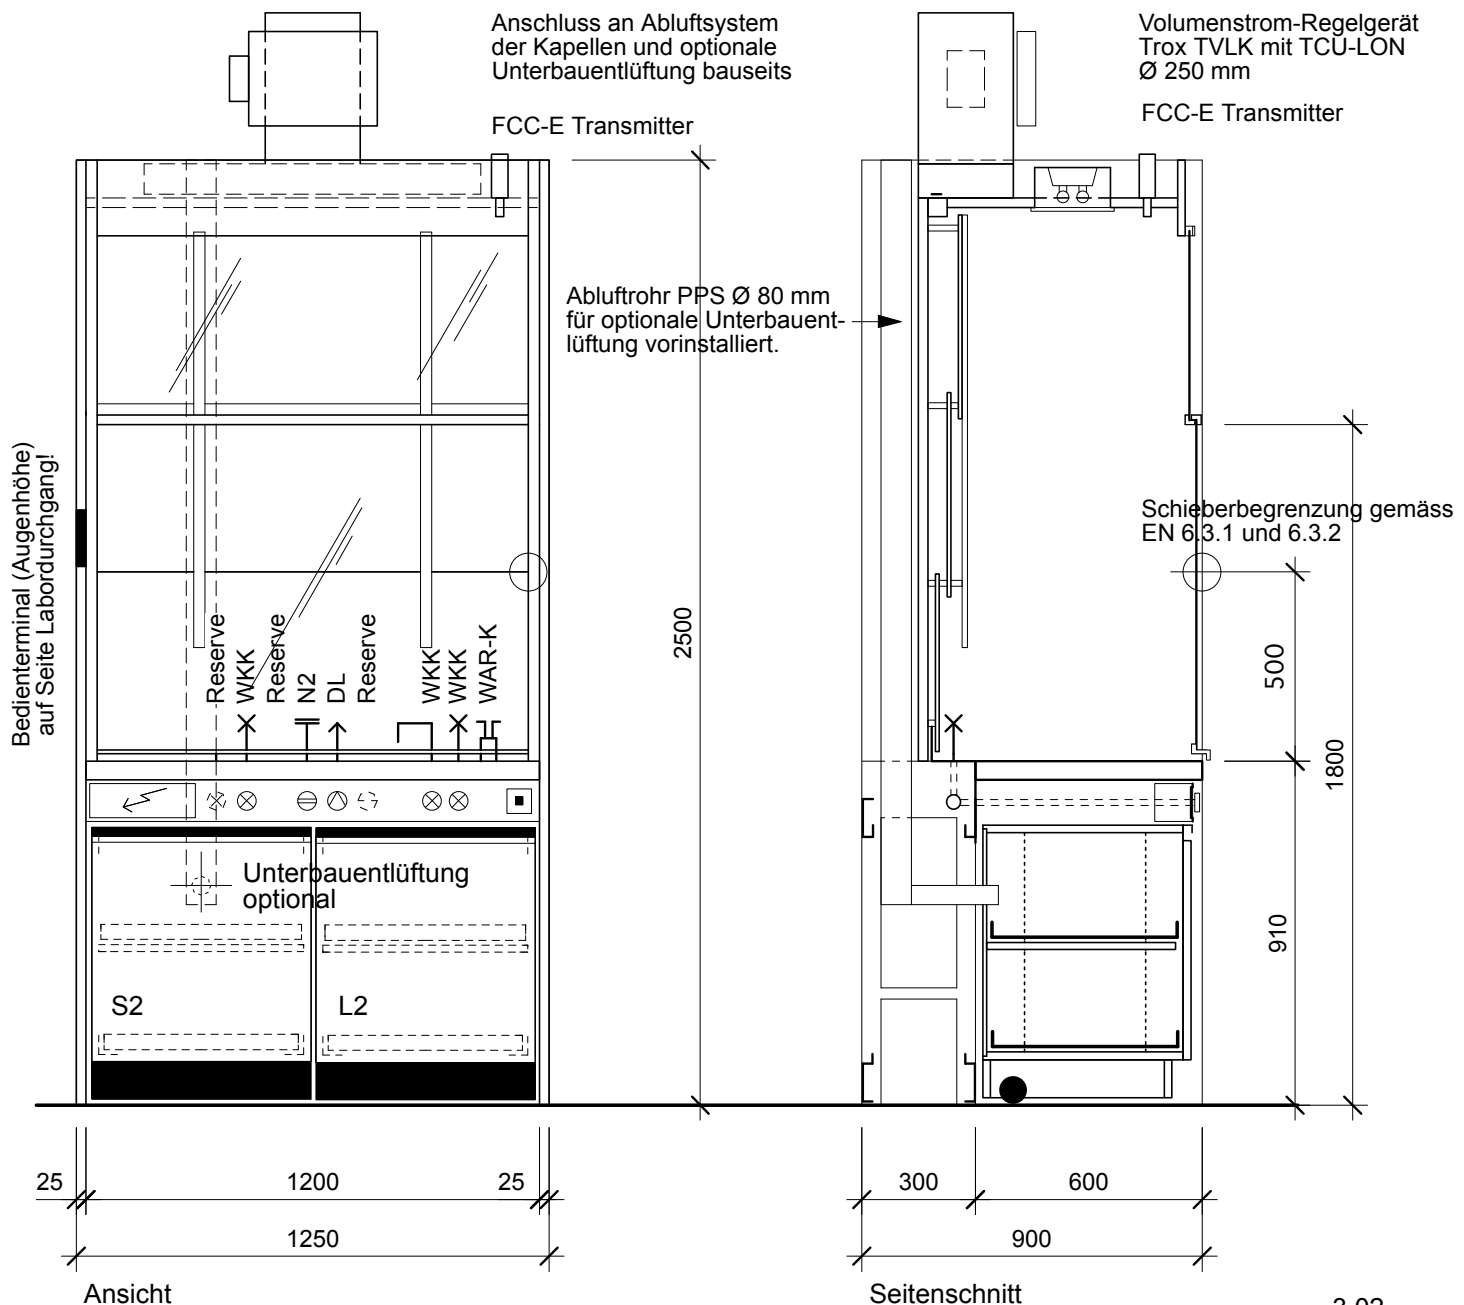 Anschluss an Abluftsystem
der Kapellen und optionale
Unterbauentlüftung bauseits
FCC-E Transmitter
Volumenstrom-Regelgerät
Trox TVLK mit TCU-LON
Ø 250 mm
FCC-E Transmitter
Abluftrohr PPS Ø 80 mm
für optionale Unterbauent-
lüftung vorinstalliert.
Bedienterminal (Augenhöhe)
auf Seite Labordurchgang!
Schieberbegrenzung gemäss
EN 6.3.1 und 6.3.2
2500
500
1800
910
Reserve
WKK
Reserve
N2
DL
Reserve
WKK
WKK
WAR-K
Unterbauentlüftung
optional
S2
L2
25
1200
25
1250
300
600
900
Ansicht
Seitenschnitt